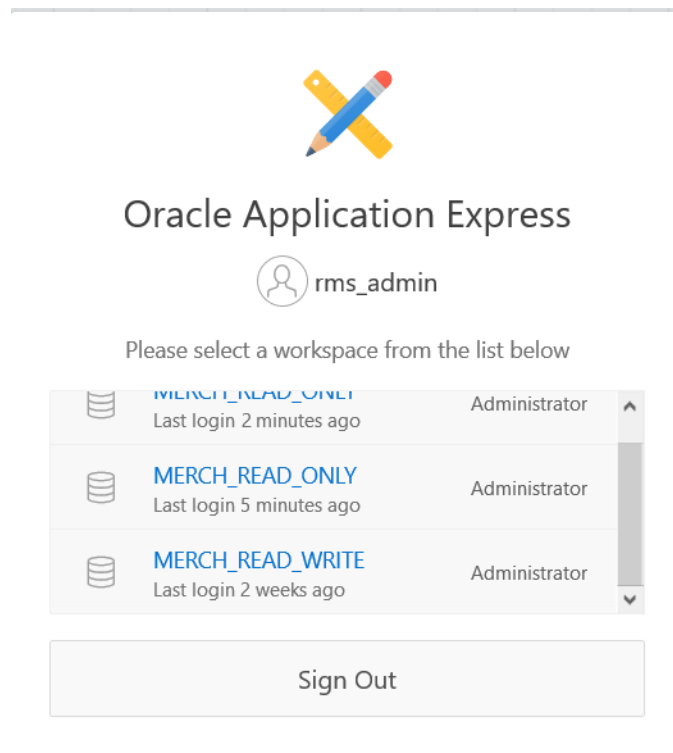 Oracle Application Express
rms_admin
Please select a workspace from the list below
MERCH_READ_ONLY
Last login 2 minutes ago
Administrator
MERCH_READ_ONLY
Last login 5 minutes ago
Administrator
MERCH_READ_WRITE
Last login 2 weeks ago
Administrator
Sign Out